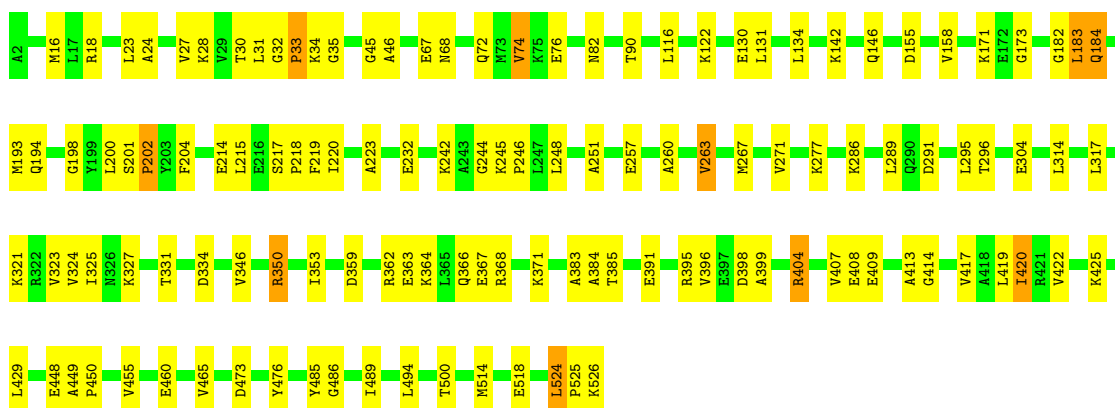 A2 M16 L17 R18 L23 A24 V27 K28 V29 T30 L31 G32 P33 K34 G35 G45 A46 E67 N68 Q72 M73 V74 K75 E76 N82 T90 L116 K122 E130 L131 L134 K142 Q146 D155 V158 K171 E172 G173 G182 L183 Q184
M193 Q194 G198 Y199 L200 S201 P202 Y203 F204 E214 L215 E216 S217 P218 F219 I220 A223 E232 K242 A243 G244 K245 P246 L247 L248 A251 E257 A260 V263 M267 V271 K277 K286 L289 Q290 D291 L295 T296 E304 L314 L317
K321 R322 V323 V324 I325 N326 K327 T331 D334 V346 R350 I353 D359 R362 E363 K364 L365 Q366 E367 R368 K371 A383 A384 T385 E391 R395 V396 E397 D398 A399 R404 V407 E408 E409 A413 G414 V417 A418 L419 I420 R421 V422 K425
L429 E448 A449 P450 V455 E460 V465 D473 Y476 Y485 G486 I489 L494 T500 M514 E518 L524 P525 K526